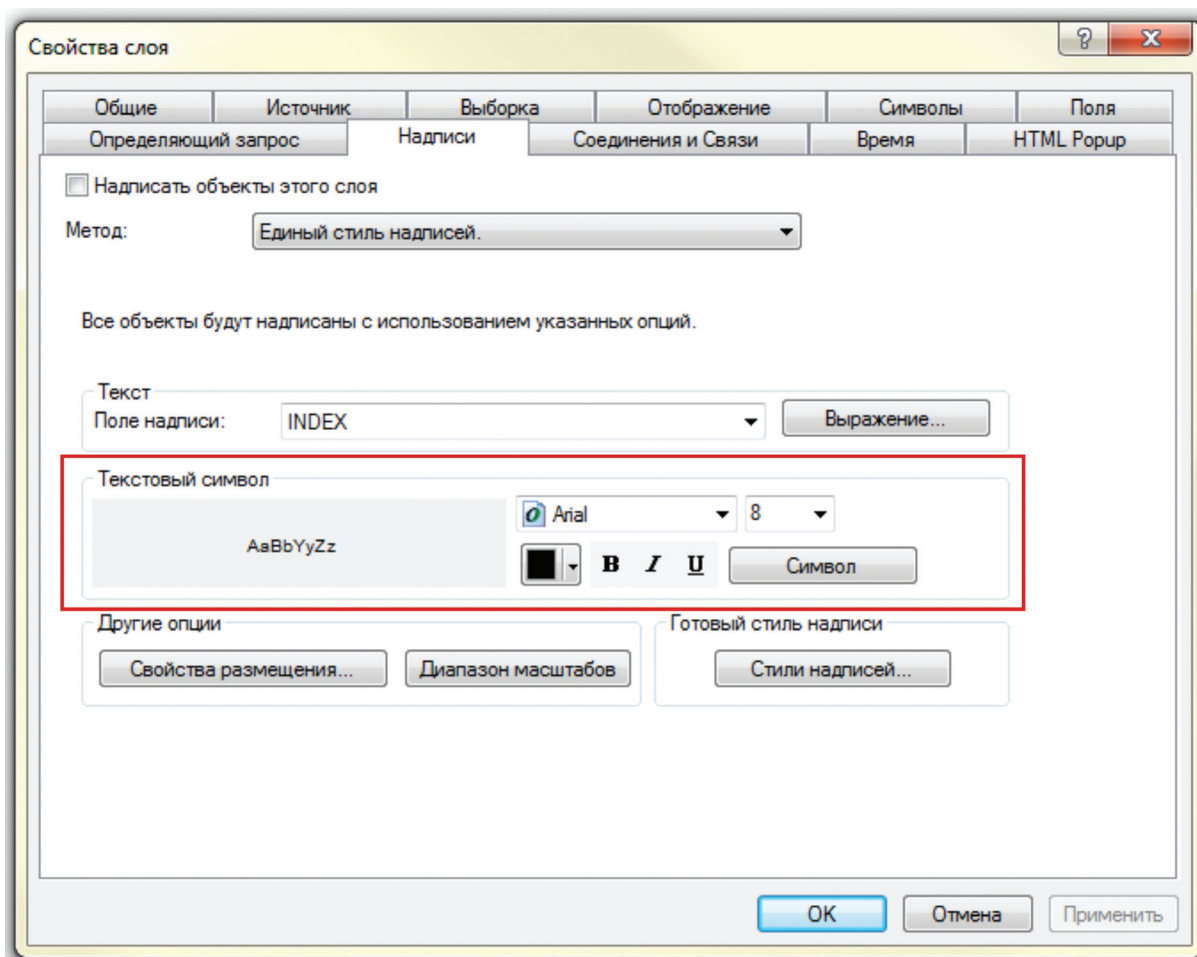 Свойства слоя
Общие Источник Выборка Отображение Символы Поля
Определяющий запрос Надписи Соединения и Связи Время HTML Popup
Надписать объекты этого слоя
Метод: Единый стиль надписей.
Все объекты будут надписаны с использованием указанных опций.
Текст
Поле надписи: INDEX Выражение...
Текстовый символ
AaBbYyZz
Arial 8
B I U Символ
Другие опции
Свойства размещения... Диапазон масштабов
Готовый стиль надписи
Стили надписей...
OK Отмена Применить